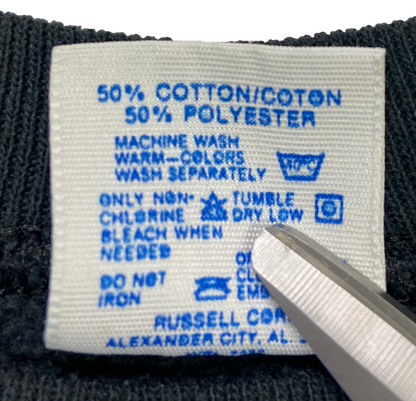 50% COTTON/COTON
50% POLYESTER
MACHINE WASH
WARM-COLORS
WASH SEPARATELY
ONLY NON-
CHLORINE
BLEACH WHEN
NEEDED
TUMBLE
DRY LOW
DO NOT
IRON
RUSSELL
ALEXANDER CITY, AL.